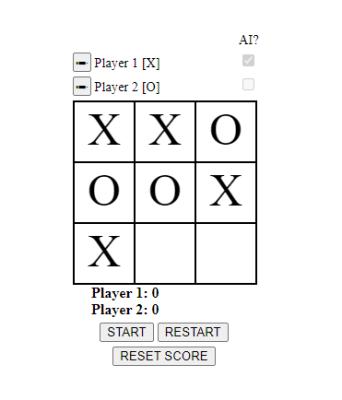 AI?
Player 1 [X]
Player 2 [O]
X X O
O O X
X
Player 1: 0
Player 2: 0
START RESTART
RESET SCORE